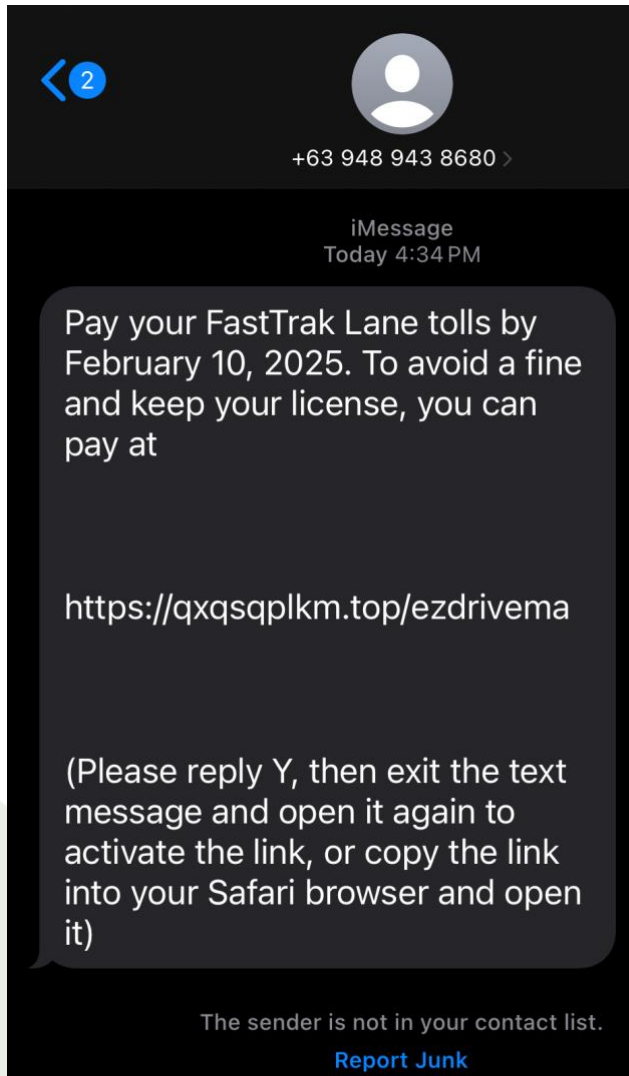 2
+63 948 943 8680 >
iMessage
Today 4:34 PM
Pay your FastTrak Lane tolls by
February 10, 2025. To avoid a fine
and keep your license, you can
pay at
https://qxqsqplkm.top/ezdrivema
(Please reply Y, then exit the text
message and open it again to
activate the link, or copy the link
into your Safari browser and open
it)
The sender is not in your contact list.
Report Junk